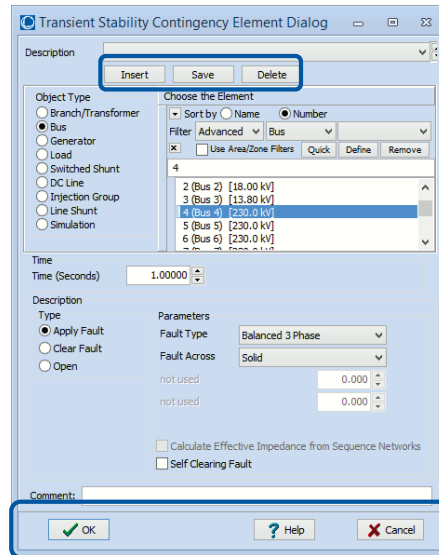 Transient Stability Contingency Element Dialog
Description
Insert Save Delete
Object Type
Branch/Transformer
Bus
Generator
Load
Switched Shunt
DC Line
Injection Group
Line Shunt
Simulation
Choose the Element
Sort by Name Number
Filter Advanced Bus
Use Area/Zone Filters Quick Define Remove
4
2 (Bus 2) [18.00 kV]
3 (Bus 3) [13.80 kV]
4 (Bus 4) [230.0 kV]
5 (Bus 5) [230.0 kV]
6 (Bus 6) [230.0 kV]
Time
Time (Seconds) 1.00000
Description
Type
Apply Fault
Clear Fault
Open
Parameters
Fault Type Balanced 3 Phase
Fault Across Solid
not used 0.000
not used 0.000
Calculate Effective Impedance from Sequence Networks
Self Clearing Fault
Comment:
OK ? Help Cancel